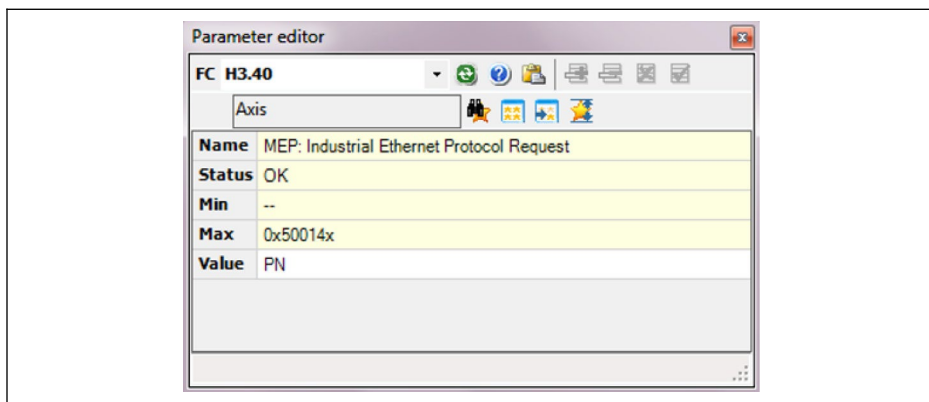 Parameter editor
FC H3.40
Axis
Name MEP: Industrial Ethernet Protocol Request
Status OK
Min --
Max 0x50014x
Value PN